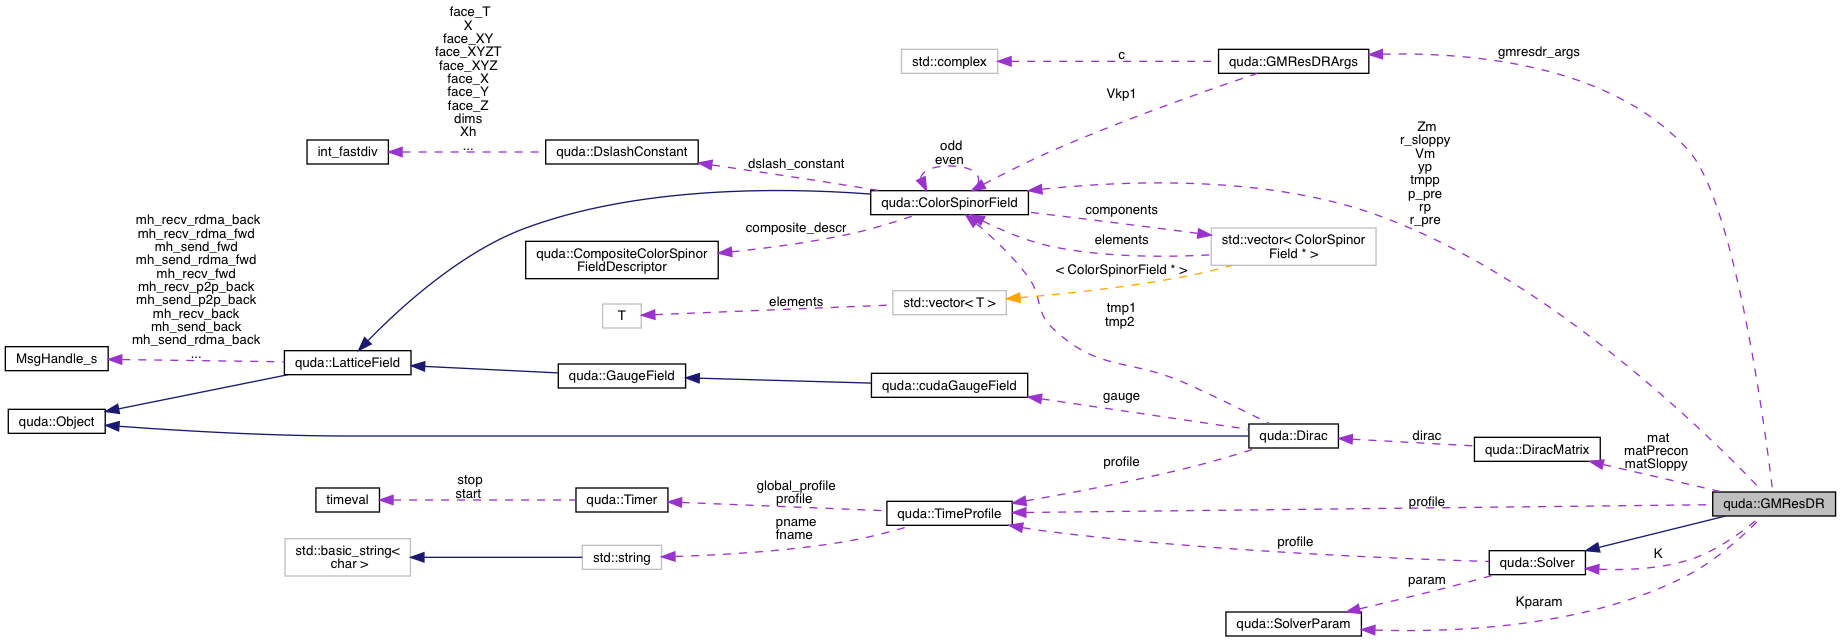 face_T
X
face_XY
face_XYZT
face_XYZ
face_X
face_Y
face_Z
dims
Xh
...
std::complex
c
quda::GMResDRArgs
gmresdr_args
Vkp1
int_fastdiv
quda::DslashConstant
dslash_constant
odd
even
Zm
r_sloppy
Vm
yp
tmpp
p_pre
rp
r_pre
quda::ColorSpinorField
components
mh_recv_rdma_back
mh_recv_rdma_fwd
mh_send_fwd
mh_send_rdma_fwd
mh_recv_fwd
mh_recv_p2p_back
mh_send_p2p_back
mh_recv_back
mh_send_back
mh_send_rdma_back
...
composite_descr
quda::CompositeColorSpinor
FieldDescriptor
elements
std::vector< ColorSpinor
Field * >
< ColorSpinorField * >
T
elements
std::vector< T >
tmp1
tmp2
MsgHandle_s
quda::LatticeField
quda::GaugeField
quda::cudaGaugeField
gauge
quda::Object
quda::Dirac
dirac
quda::DiracMatrix
mat
matPrecon
matSloppy
profile
timeval
stop
start
quda::Timer
global_profile
profile
quda::TimeProfile
profile
quda::GMResDR
pname
fname
std::basic_string<
char >
std::string
profile
quda::Solver
K
param
Kparam
quda::SolverParam